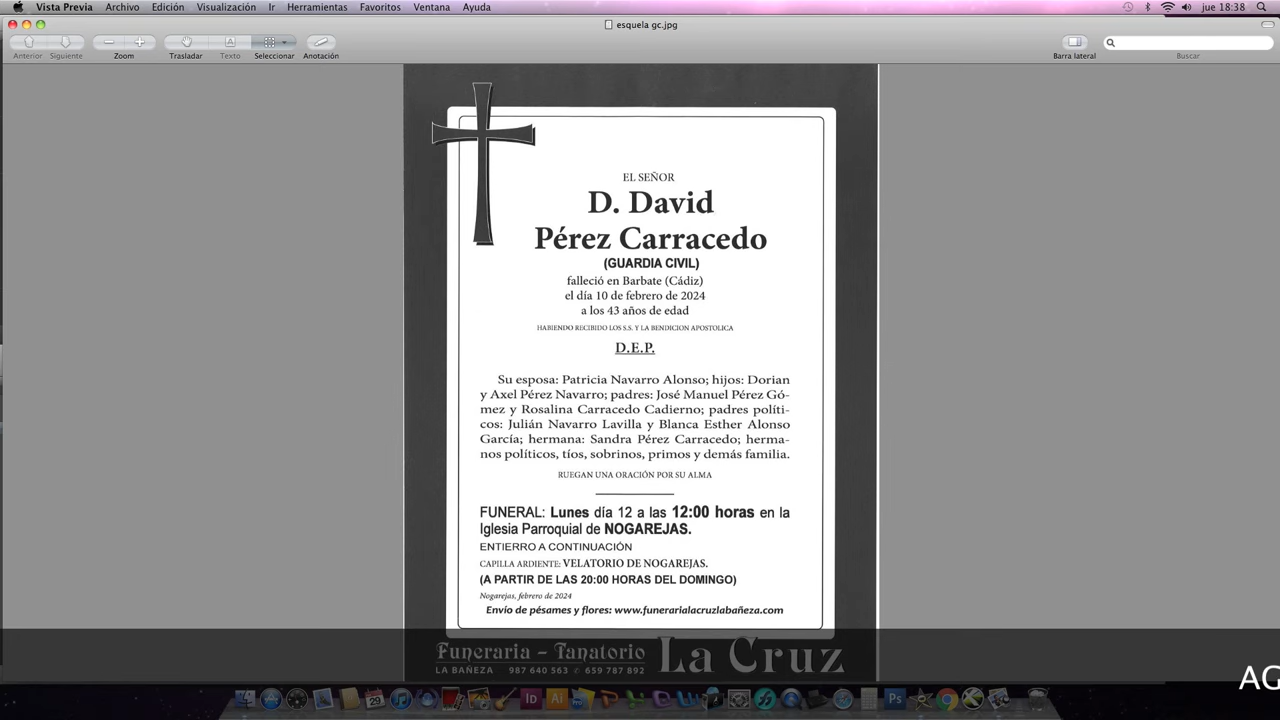 Vista Previa Archivo Edición Visualización Ir Herramientas Favoritos Ventana Ayuda jue 18:38
esquela gc.jpg
Anterior Siguiente Zoom Trasladar Texto Seleccionar Anotación Barra lateral Buscar
EL SEÑOR
D. David
Pérez Carracedo
(GUARDIA CIVIL)
falleció en Barbate (Cádiz)
el día 10 de febrero de 2024
a los 43 años de edad
HABIENDO RECIBIDO LOS S.S. Y LA BENDICION APOSTOLICA
D.E.P.
Su esposa: Patricia Navarro Alonso; hijos: Dorian
y Axel Pérez Navarro; padres: José Manuel Pérez Gó-
mez y Rosalina Carracedo Cadierno; padres políti-
cos: Julián Navarro Lavilla y Blanca Esther Alonso
García; hermana: Sandra Pérez Carracedo; herma-
nos políticos, tíos, sobrinos, primos y demás familia.
RUEGAN UNA ORACIÓN POR SU ALMA
FUNERAL: Lunes día 12 a las 12:00 horas en la
Iglesia Parroquial de NOGAREJAS.
ENTIERRO A CONTINUACIÓN
CAPILLA ARDIENTE: VELATORIO DE NOGAREJAS.
(A PARTIR DE LAS 20:00 HORAS DEL DOMINGO)
Nogarejas, febrero de 2024
Envío de pésames y flores: www.funerarialacruzlabañeza.com
Funeraria - Tanatorio La Cruz
LA BAÑEZA 987 640 563 659 787 892
AG
29 Id Ai Ps